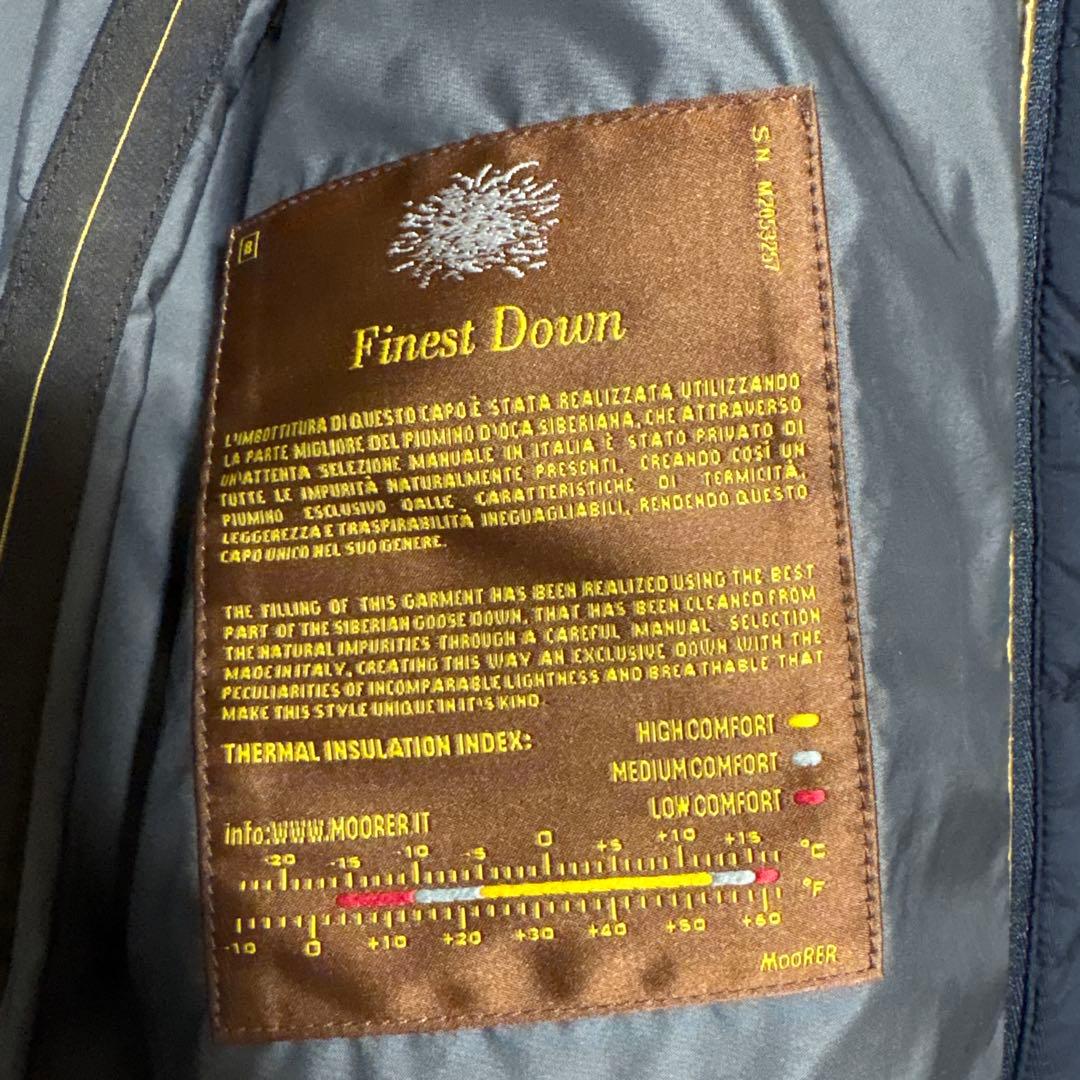 8
S.N. M2053257
Finest Down
L'IMBOTTITURA DI QUESTO CAPO È STATA REALIZZATA UTILIZZANDO
LA PARTE MIGLIORE DEL PIUMINO D'OCA SIBERIANA, CHE ATTRAVERSO
UN'ATTENTA SELEZIONE MANUALE IN ITALIA È STATO PRIVATO DI
TUTTE LE IMPURITÀ NATURALMENTE PRESENTI, CREANDO COSÌ UN
PIUMINO ESCLUSIVO DALLE CARATTERISTICHE DI TERMICITÀ,
LEGGEREZZA E TRASPIRABILITÀ INEGUAGLIABILI, RENDENDO QUESTO
CAPO UNICO NEL SUO GENERE.
THE FILLING OF THIS GARMENT HAS BEEN REALIZED USING THE BEST
PART OF THE SIBERIAN GOOSE DOWN, THAT HAS BEEN CLEANED FROM
THE NATURAL IMPURITIES THROUGH A CAREFUL MANUAL SELECTION
MADE IN ITALY, CREATING THIS WAY AN EXCLUSIVE DOWN WITH THE
PECULIARITIES OF INCOMPARABLE LIGHTNESS AND BREATHABLE THAT
MAKE THIS STYLE UNIQUE IN IT'S KIND.
THERMAL INSULATION INDEX:
HIGH COMFORT
MEDIUM COMFORT
LOW COMFORT
info:WWW.MOORER.IT
-20 -15 -10 -5 0 +5 +10 +15 °C
°F
-10 0 +10 +20 +30 +40 +50 +60
MOORER